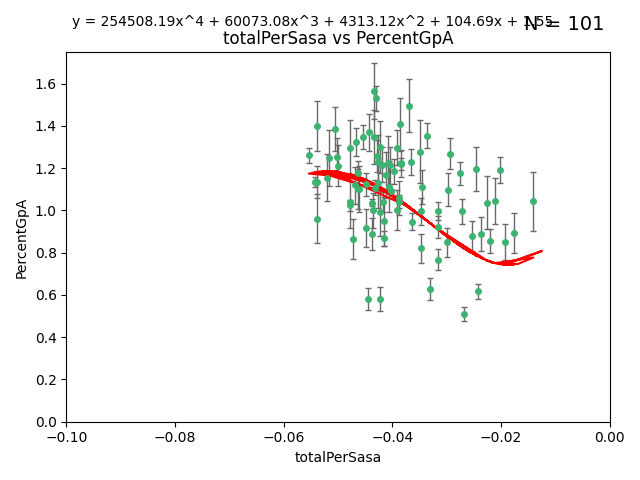 y = 254508.19x^4 + 60073.08x^3 + 4313.12x^2 + 104.69x +
N = 101
totalPerSasa vs PercentGpA
1.6
1.4
1.2
1.0
0.8
0.6
0.4
0.2
0.0
PercentGpA
−0.10 −0.08 −0.06 −0.04 −0.02 0.00
totalPerSasa